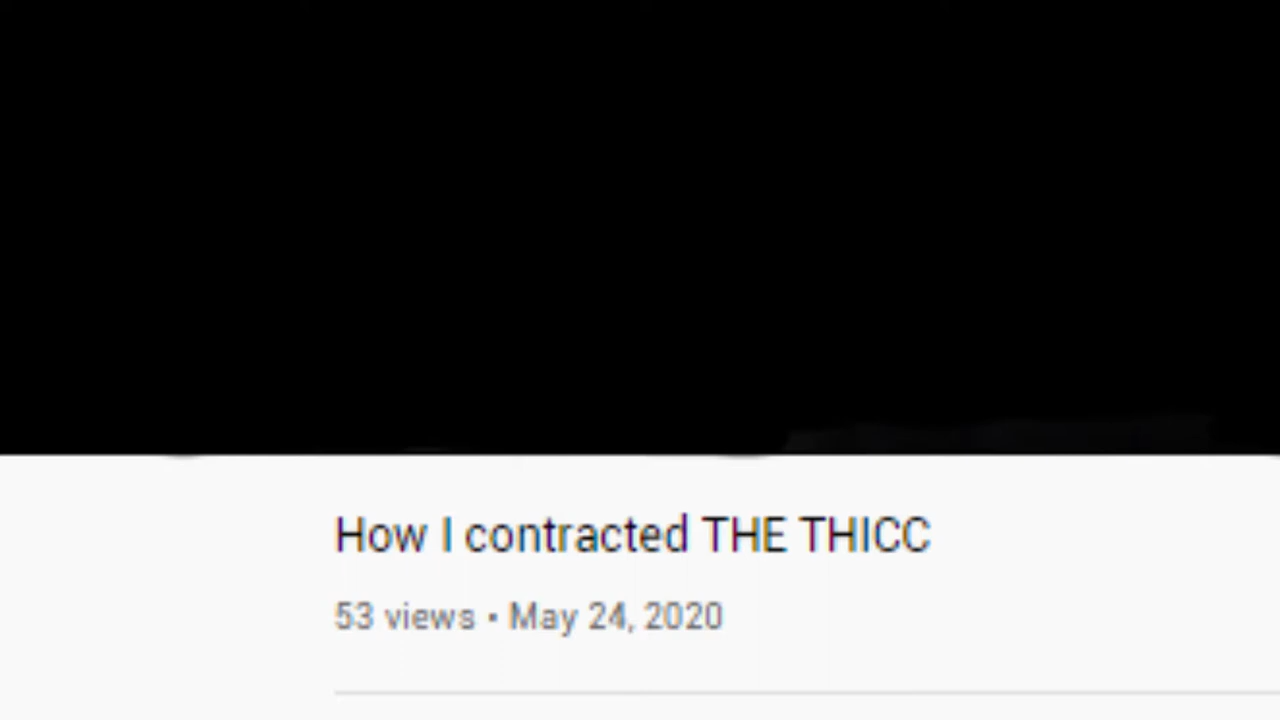 How I contracted THE THICC
53 views • May 24, 2020